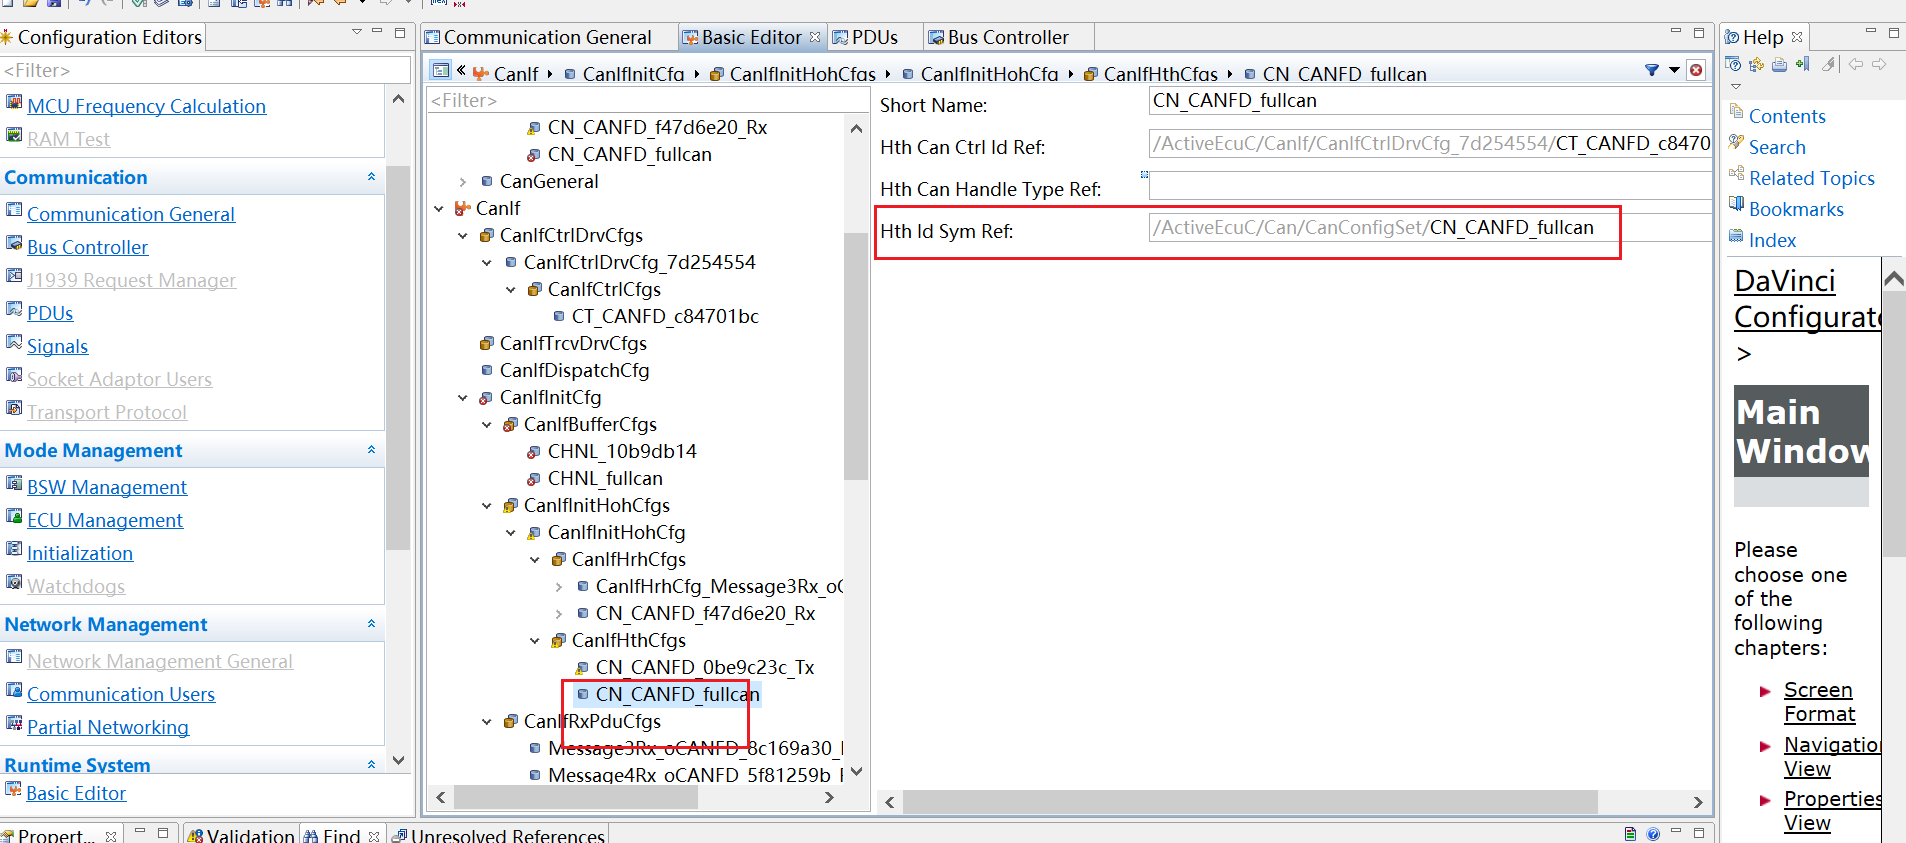 Configuration Editors
<Filter>
MCU Frequency Calculation
RAM Test
Communication
Communication General
Bus Controller
J1939 Request Manager
PDUs
Signals
Socket Adaptor Users
Transport Protocol
Mode Management
BSW Management
ECU Management
Initialization
Watchdogs
Network Management
Network Management General
Communication Users
Partial Networking
Runtime System
Basic Editor
Communication General
Basic Editor
PDUs
Bus Controller
« CanIf
CanIfInitCfg
CanIfInitHohCfgs
CanIfInitHohCfg
CanIfHthCfgs
CN_CANFD_fullcan
<Filter>
CN_CANFD_f47d6e20_Rx
CN_CANFD_fullcan
CanGeneral
CanIf
CanIfCtrlDrvCfgs
CanIfCtrlDrvCfg_7d254554
CanIfCtrlCfgs
CT_CANFD_c84701bc
CanIfTrcvDrvCfgs
CanIfDispatchCfg
CanIfInitCfg
CanIfBufferCfgs
CHNL_10b9db14
CHNL_fullcan
CanIfInitHohCfgs
CanIfInitHohCfg
CanIfHrhCfgs
CanIfHrhCfg_Message3Rx_oC
CN_CANFD_f47d6e20_Rx
CanIfHthCfgs
CN_CANFD_0be9c23c_Tx
CN_CANFD_fullcan
CanIfRxPduCfgs
Message3Rx_oCANFD_8c169a30_
Message4Rx_oCANFD_5f81259b_
Short Name: CN_CANFD_fullcan
Hth Can Ctrl Id Ref: /ActiveEcuC/CanIf/CanIfCtrlDrvCfg_7d254554/CT_CANFD_c8470
Hth Can Handle Type Ref:
Hth Id Sym Ref: /ActiveEcuC/Can/CanConfigSet/CN_CANFD_fullcan
Help
Contents
Search
Related Topics
Bookmarks
Index
DaVinci
Configurato
>
Main
Window
Please
choose one
of the
following
chapters:
Screen
Format
Navigation
View
Properties
View
Propert...
Validation
Find
Unresolved References